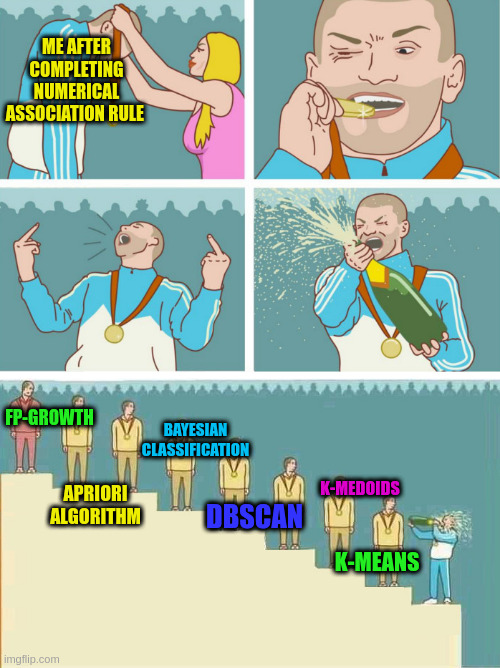 ME AFTER
COMPLETING
NUMERICAL
ASSOCIATION RULE
FP-GROWTH
BAYESIAN
CLASSIFICATION
APRIORI
ALGORITHM
DBSCAN
K-MEDOIDS
K-MEANS
imgflip.com